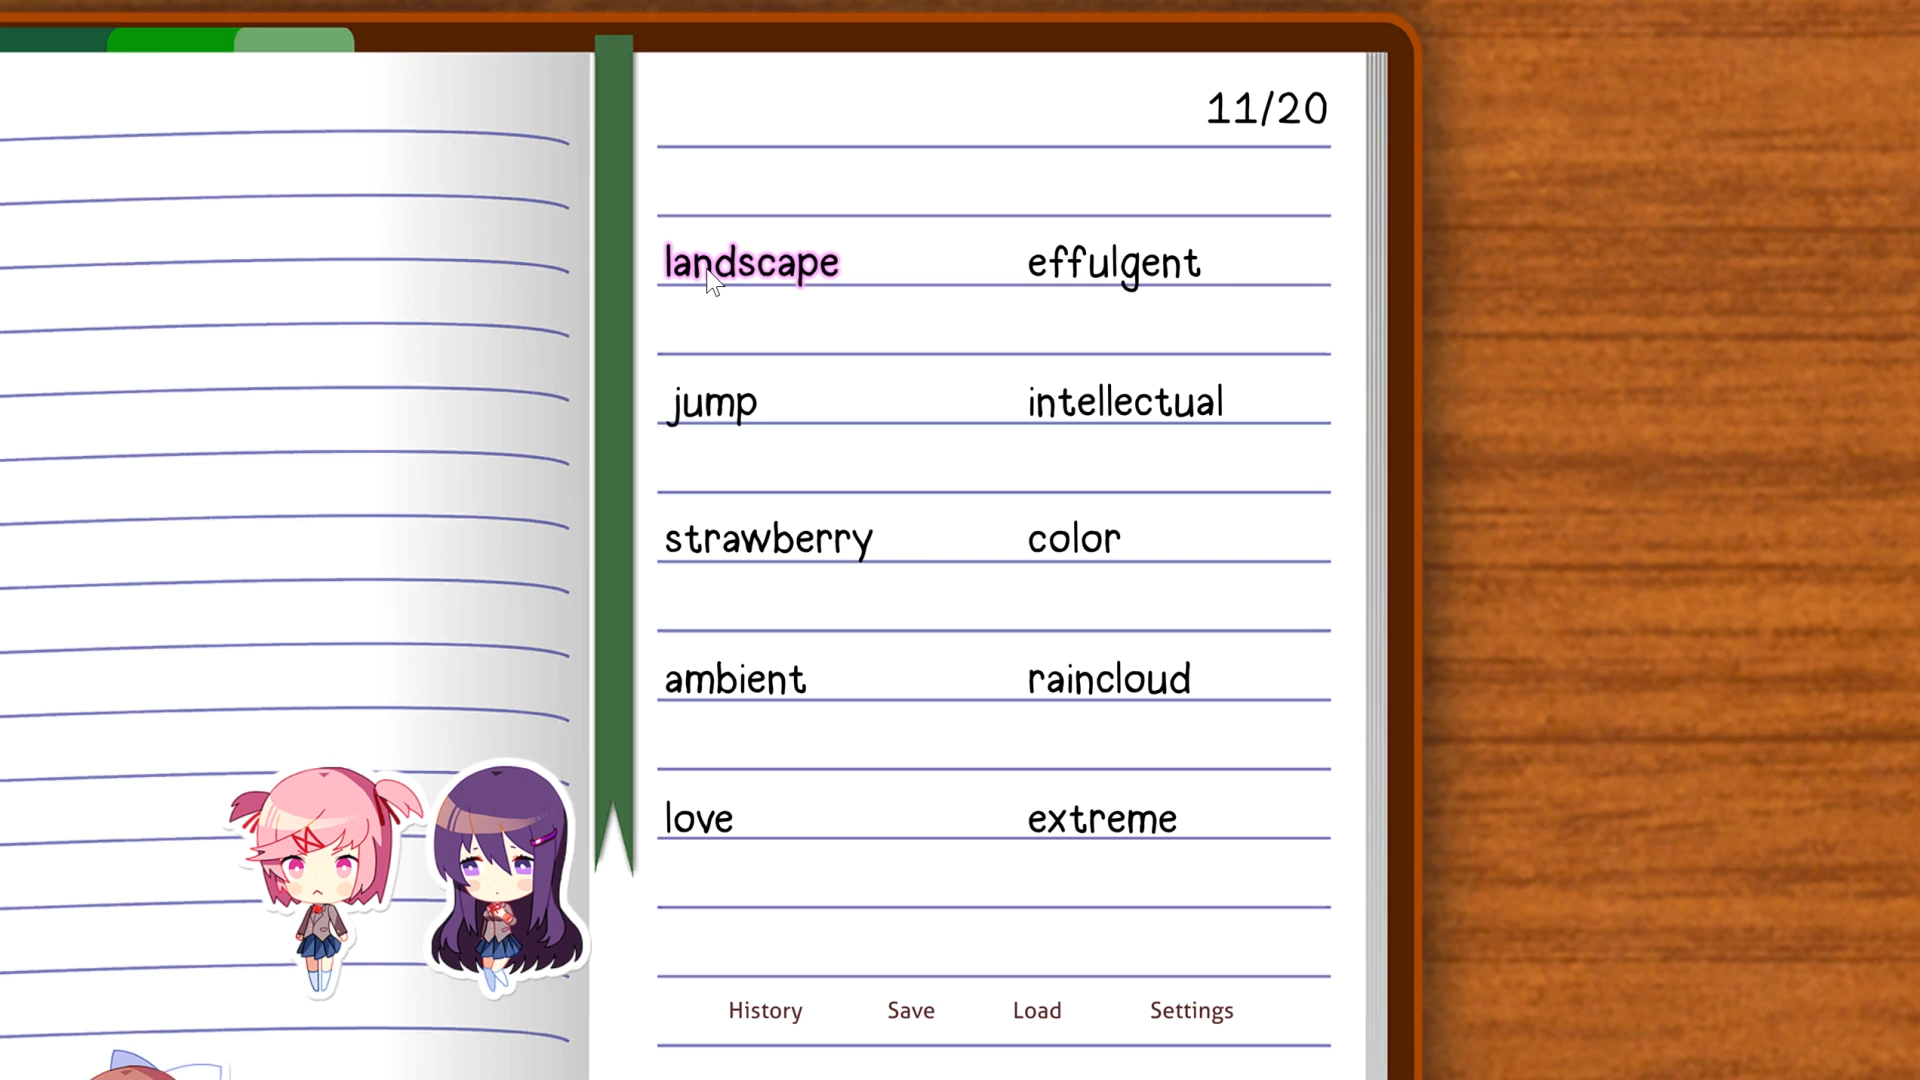 11/20
landscape effulgent
jump intellectual
strawberry color
ambient raincloud
love extreme
History Save Load Settings